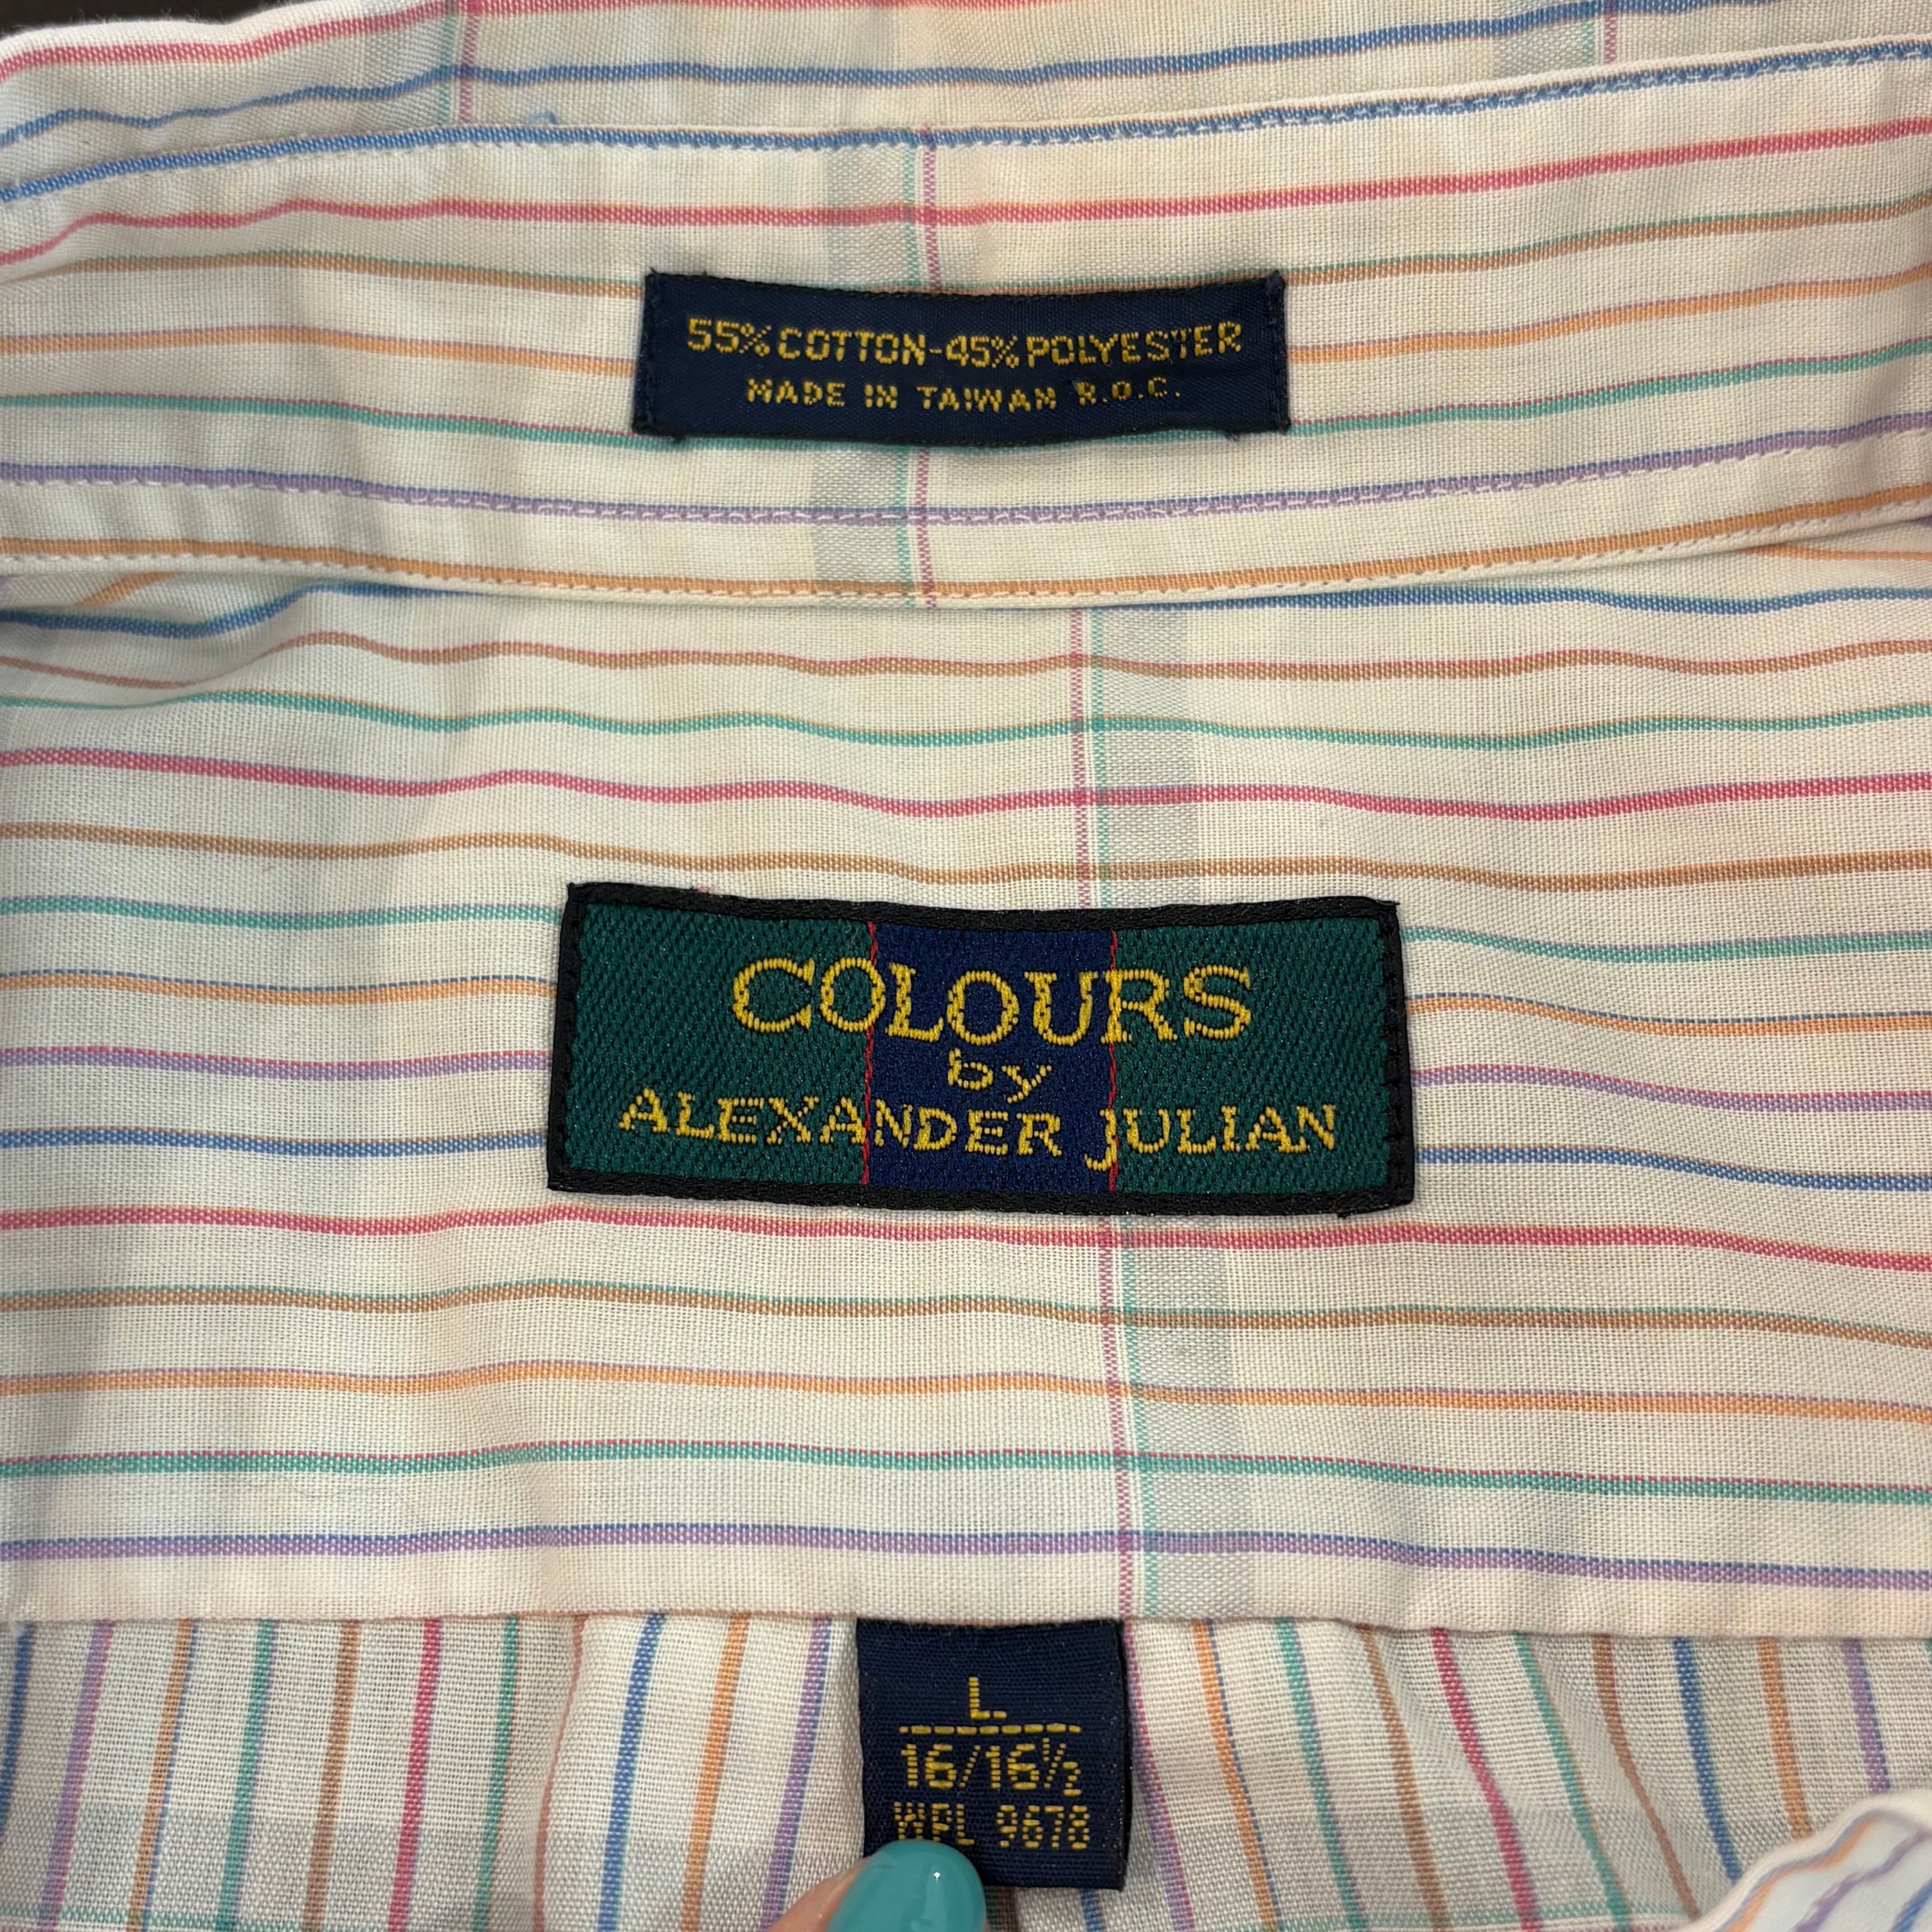 55% COTTON-45% POLYESTER
MADE IN TAIWAN R.O.C.
COLOURS
by
ALEXANDER JULIAN
L
16/16½
WPL 9678